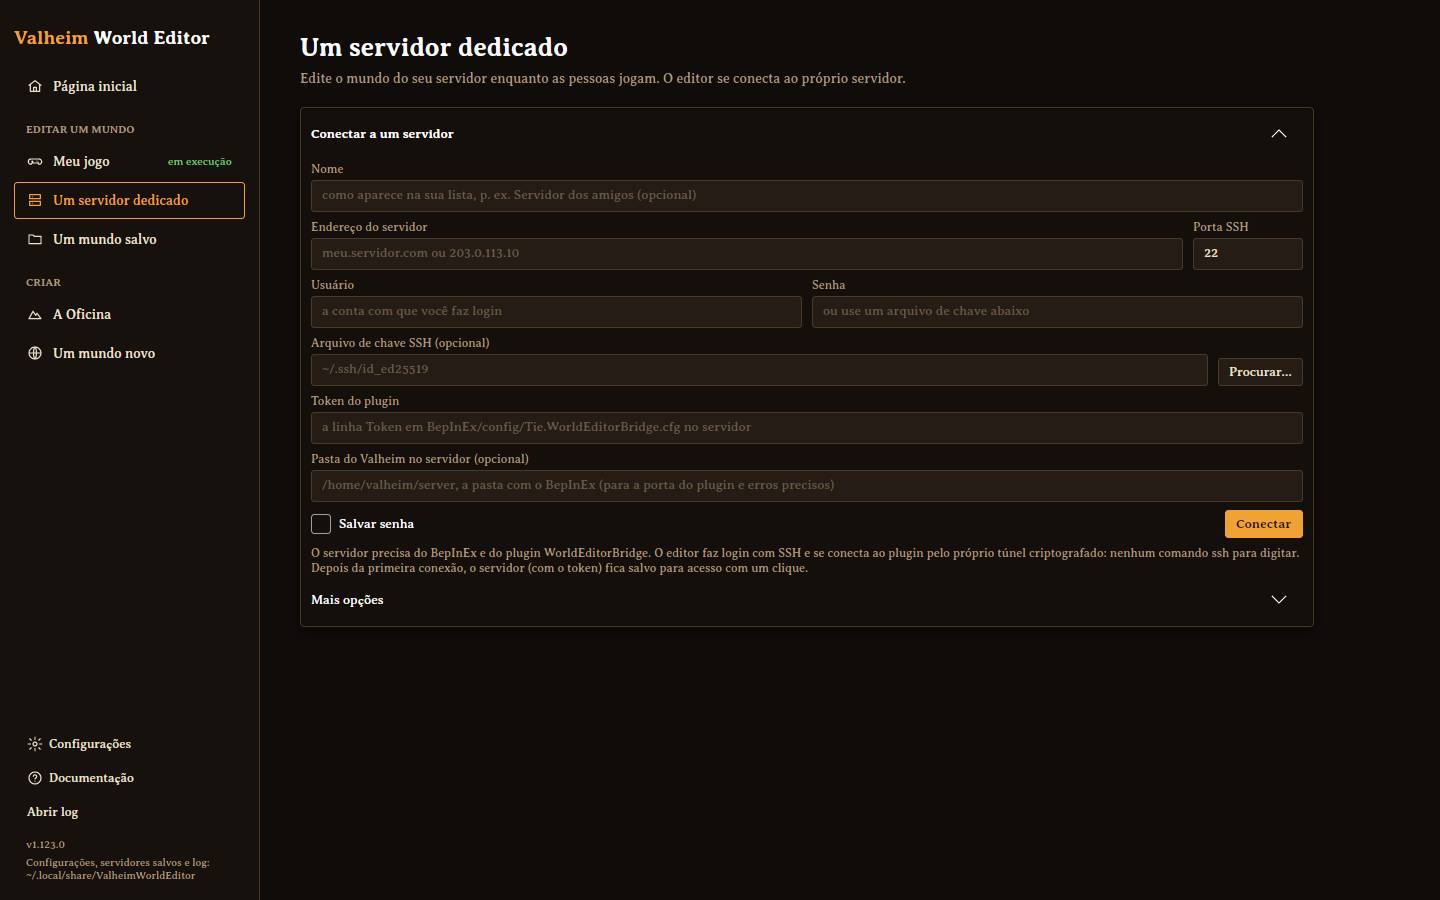 Valheim World Editor
Página inicial
EDITAR UM MUNDO
Meu jogo em execução
Um servidor dedicado
Um mundo salvo
CRIAR
A Oficina
Um mundo novo
Configurações
Documentação
Abrir log
v1.123.0
Configurações, servidores salvos e log:
~/.local/share/ValheimWorldEditor
Um servidor dedicado
Edite o mundo do seu servidor enquanto as pessoas jogam. O editor se conecta ao próprio servidor.
Conectar a um servidor
Nome
como aparece na sua lista, p. ex. Servidor dos amigos (opcional)
Endereço do servidor Porta SSH
meu.servidor.com ou 203.0.113.10 22
Usuário Senha
a conta com que você faz login ou use um arquivo de chave abaixo
Arquivo de chave SSH (opcional)
~/.ssh/id_ed25519 Procurar...
Token do plugin
a linha Token em BepInEx/config/Tie.WorldEditorBridge.cfg no servidor
Pasta do Valheim no servidor (opcional)
/home/valheim/server, a pasta com o BepInEx (para a porta do plugin e erros precisos)
Salvar senha Conectar
O servidor precisa do BepInEx e do plugin WorldEditorBridge. O editor faz login com SSH e se conecta ao plugin pelo próprio túnel criptografado: nenhum comando ssh para digitar.
Depois da primeira conexão, o servidor (com o token) fica salvo para acesso com um clique.
Mais opções